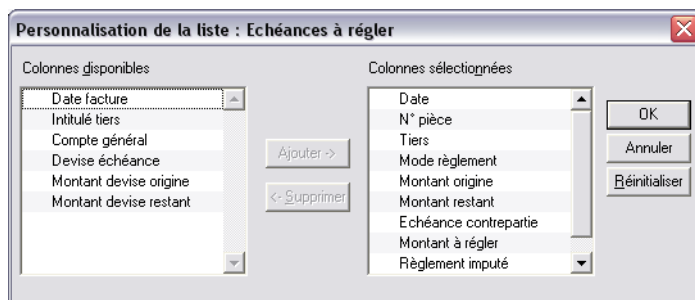 Personnalisation de la liste : Echéances à régler
Colonnes disponibles
Date facture
Intitulé tiers
Compte général
Devise échéance
Montant devise origine
Montant devise restant
Ajouter ->
<- Supprimer
Colonnes sélectionnées
Date
N° pièce
Tiers
Mode règlement
Montant origine
Montant restant
Echéance contrepartie
Montant à régler
Règlement imputé
OK
Annuler
Réinitialiser